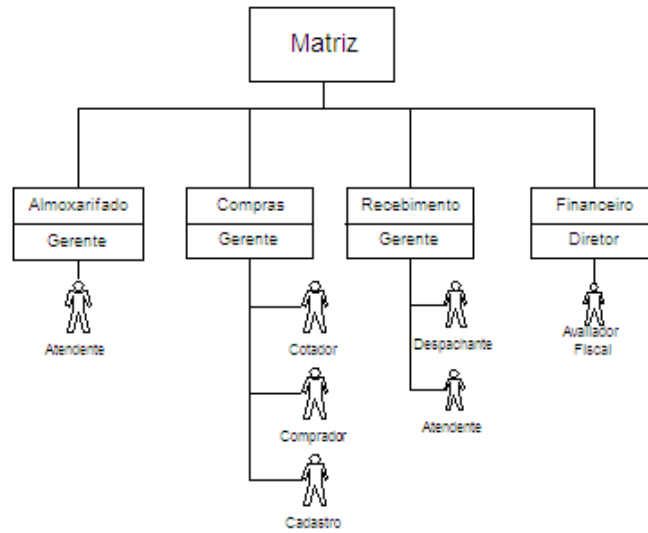 Matriz
Almoxarifado
Gerente
Atendente
Compras
Gerente
Cotador
Comprador
Cadastro
Recebimento
Gerente
Despachante
Atendente
Financeiro
Diretor
Avaliador
Fiscal